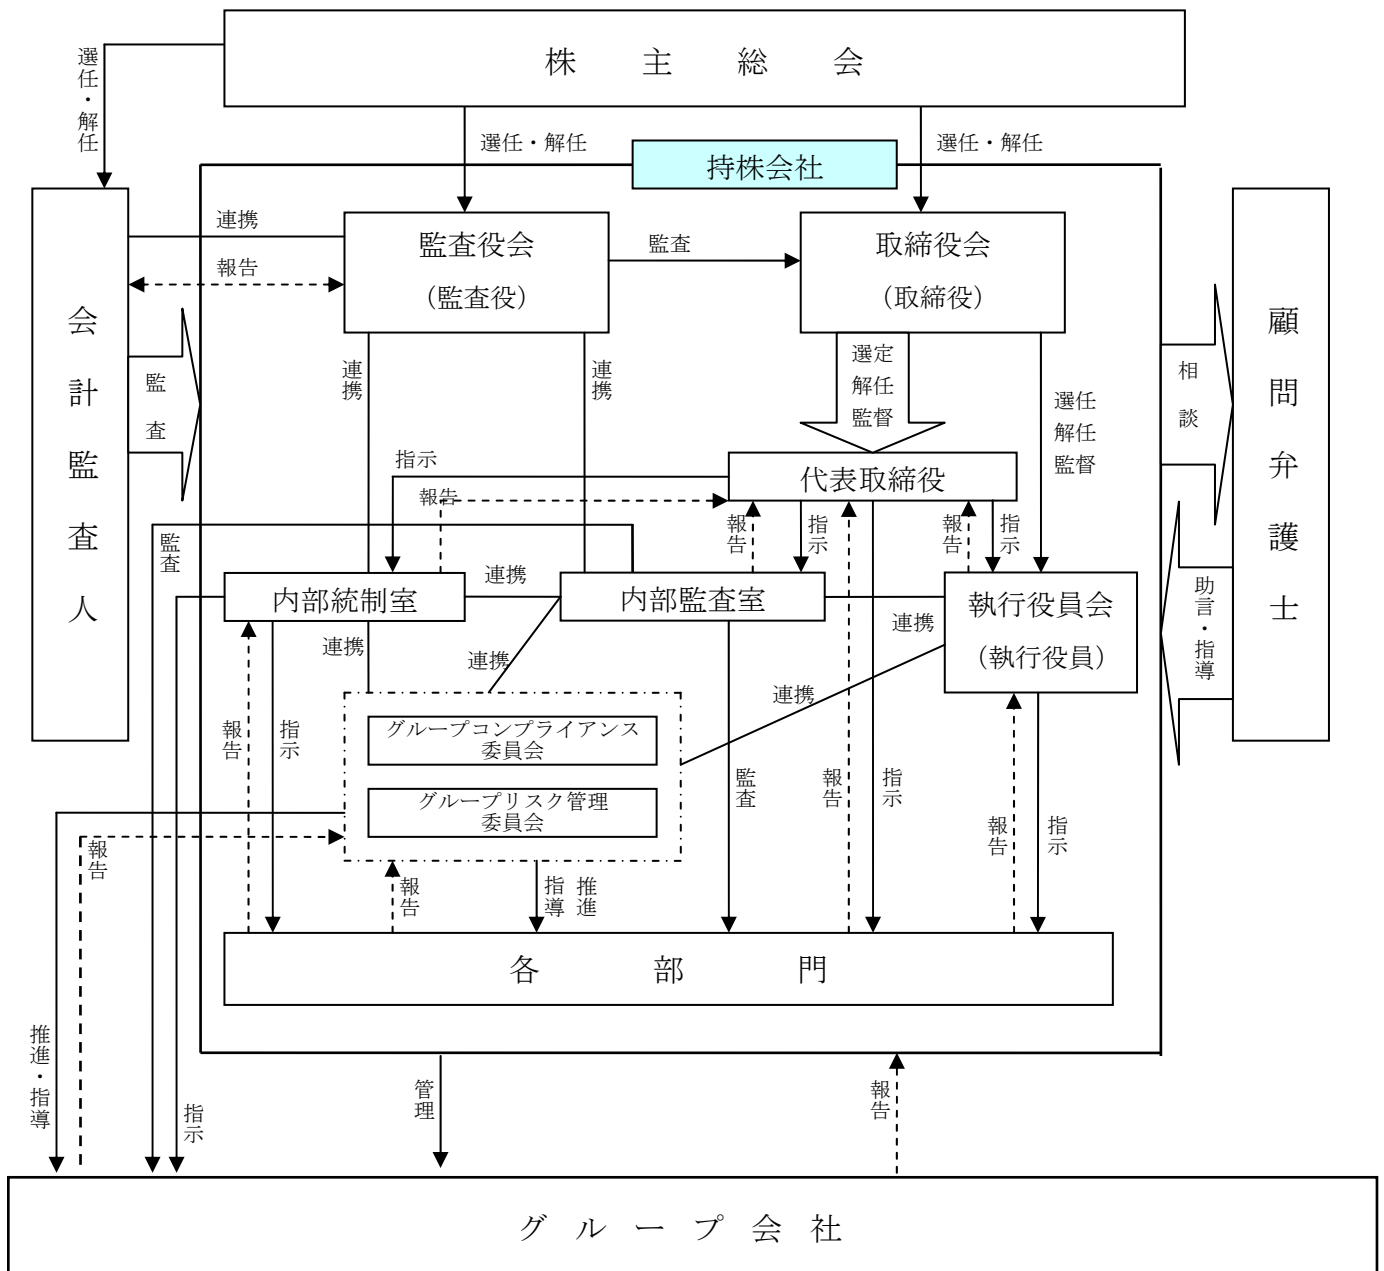 株主総会
選任・解任
選任・解任
選任・解任
持株会社
連携
報告
監査役会
（監査役）
監査
取締役会
（取締役）
会計監査人
監査
連携
連携
選定
解任
監督
選任
解任
監督
相談
顧問弁護士
助言・指導
指示
報告
代表取締役
監査
報告
指示
報告
指示
内部統制室
連携
内部監査室
連携
執行役員会
（執行役員）
連携
連携
連携
報告
指示
グループコンプライアンス
委員会
グループリスク管理
委員会
監査
報告
指示
報告
指示
報告
報告
指導
推進
各部門
推進・指導
指示
管理
報告
グループ会社